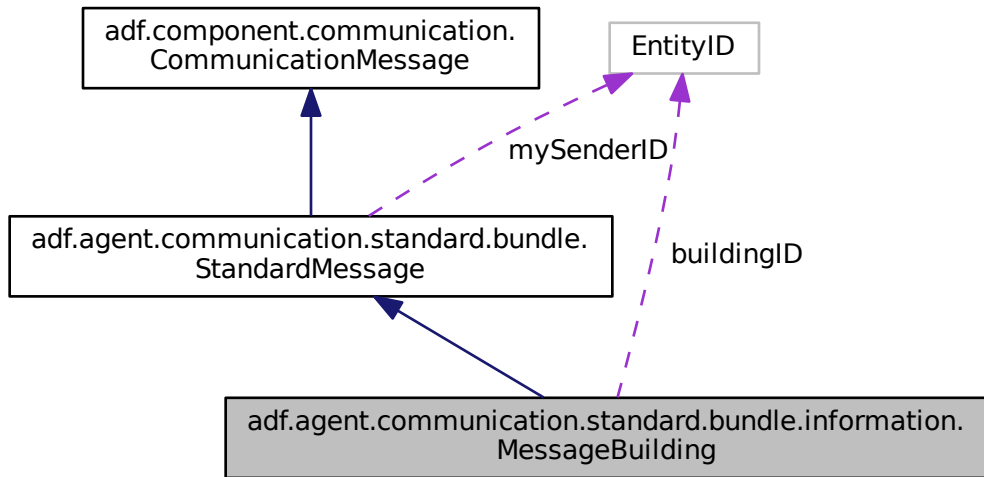 adf.component.communication.
CommunicationMessage
EntityID
mySenderID
adf.agent.communication.standard.bundle.
StandardMessage
buildingID
adf.agent.communication.standard.bundle.information.
MessageBuilding